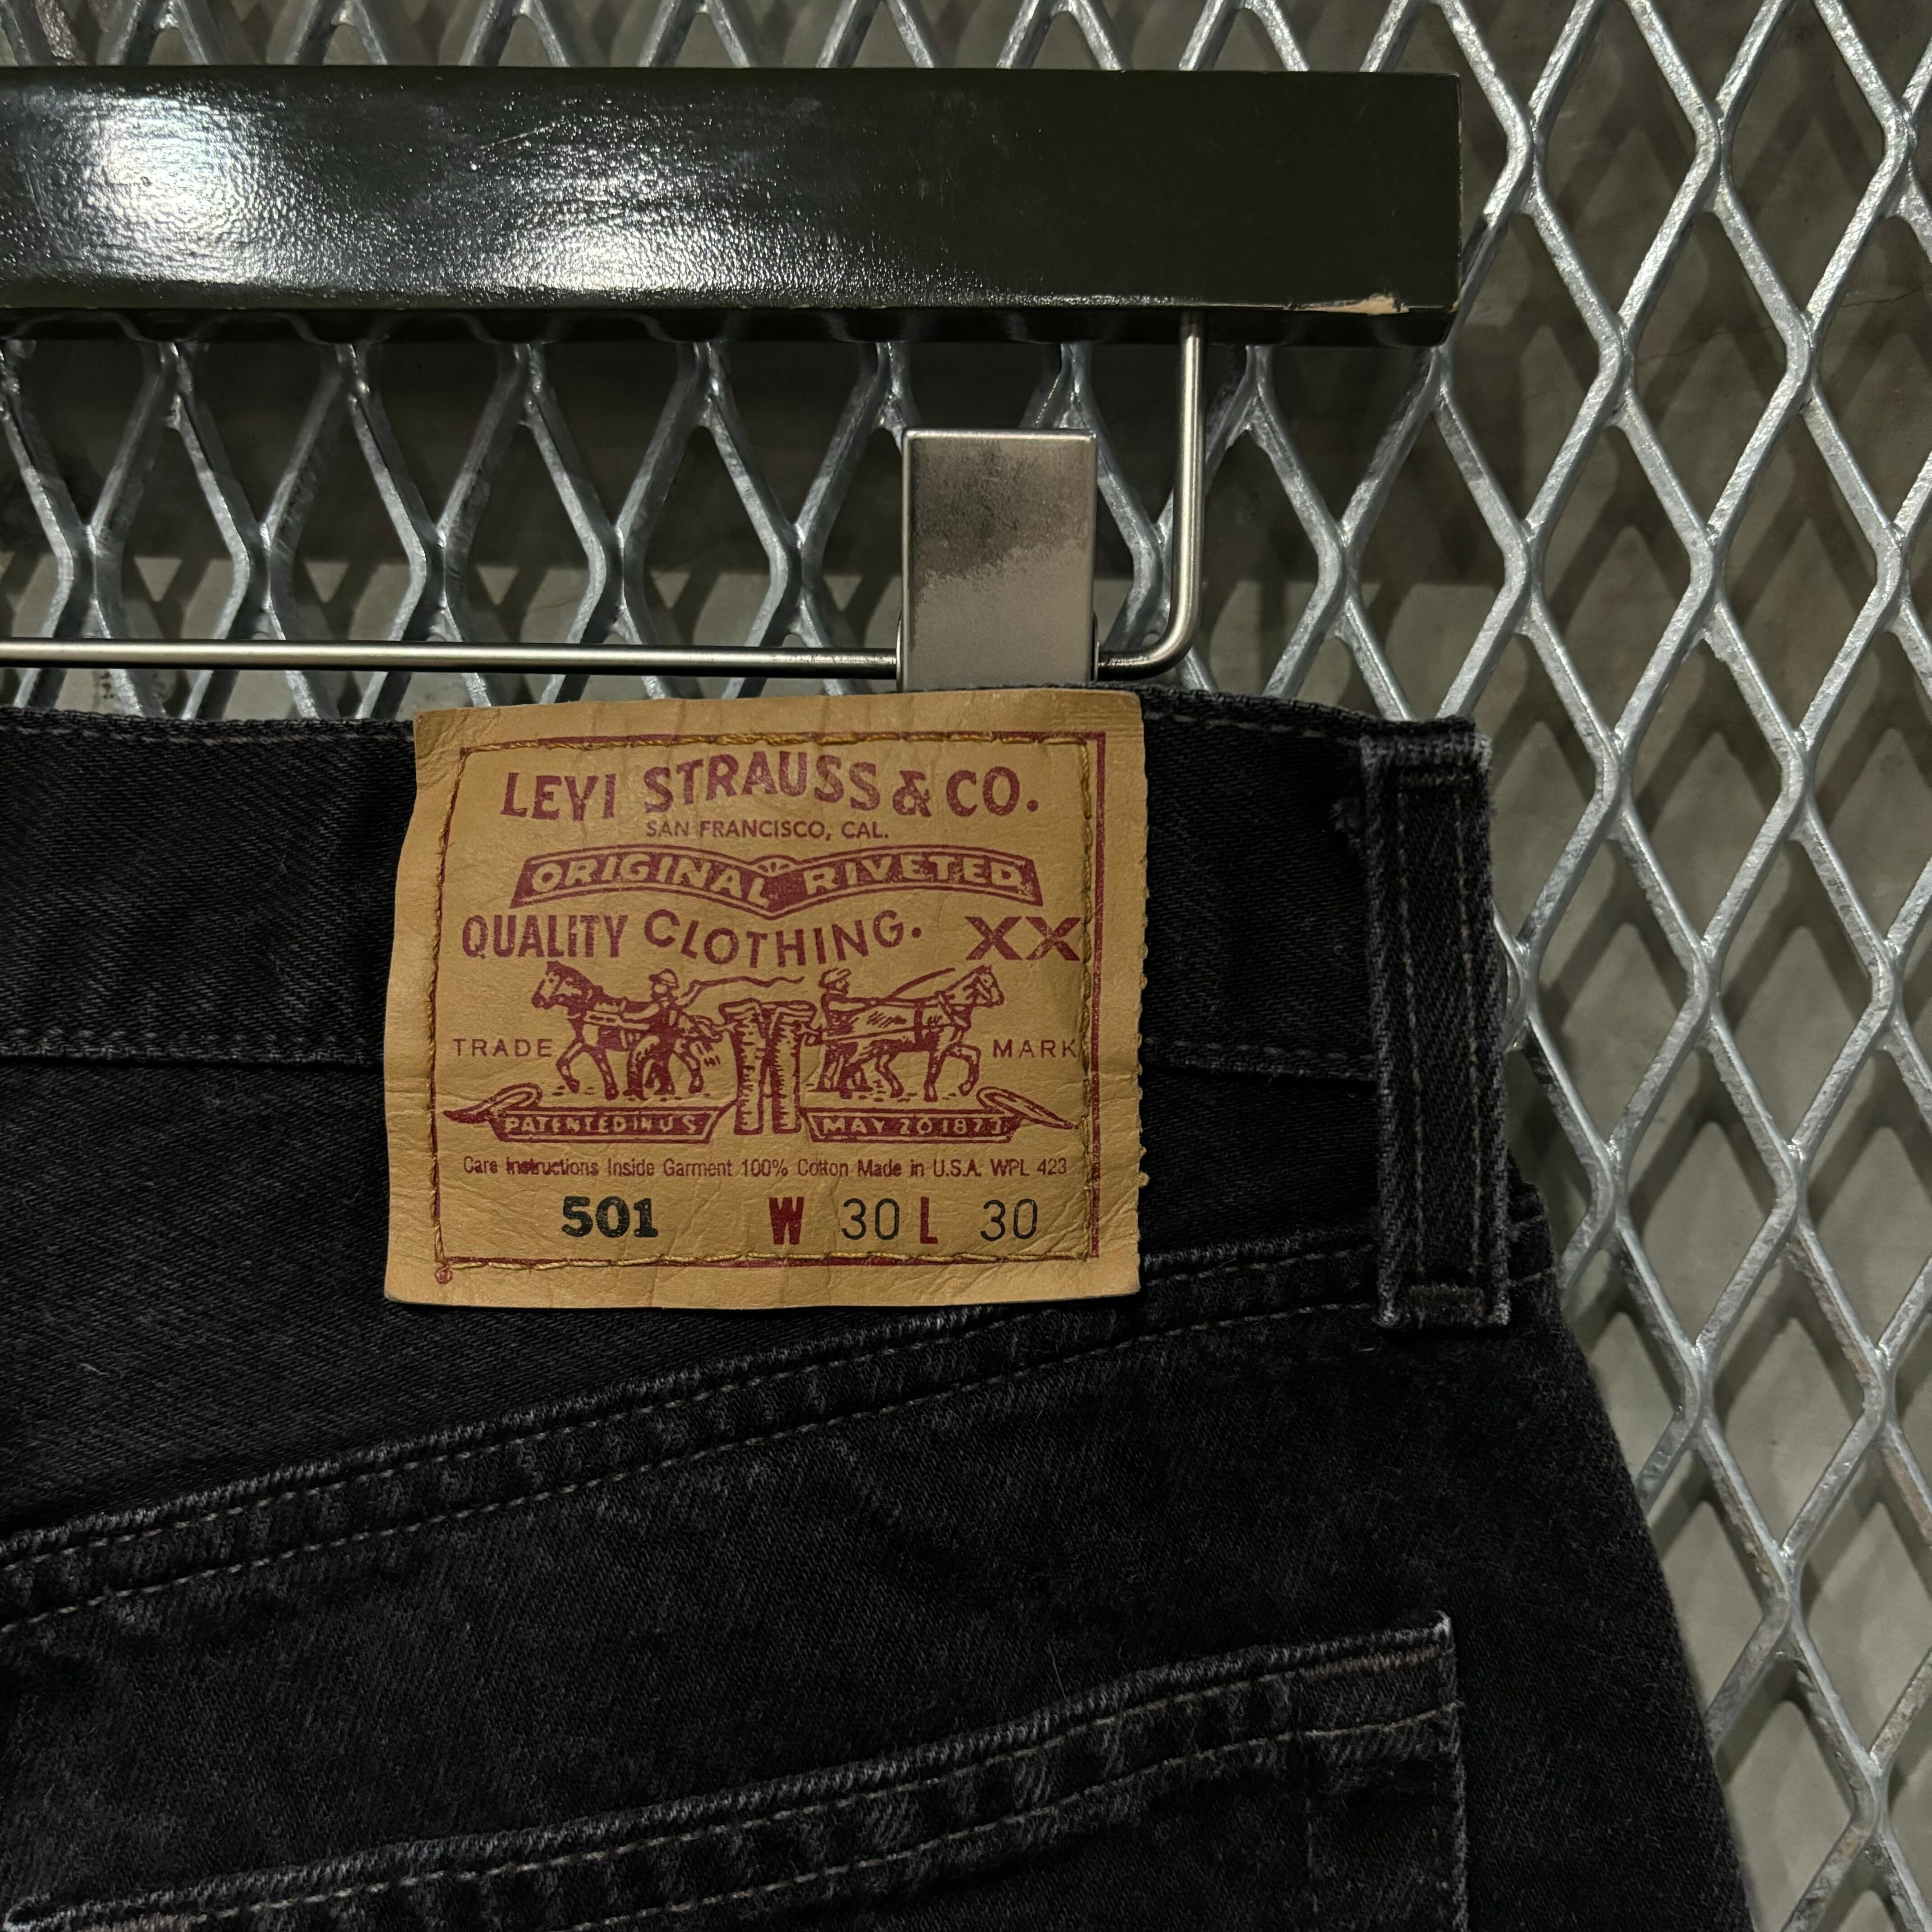 LEVI STRAUSS & CO.
SAN FRANCISCO, CAL.
ORIGINAL RIVETED
QUALITY CLOTHING. XX
TRADE MARK
PATENTED IN U S MAY 20 1873
Care Instructions Inside Garment 100% Cotton Made in U.S.A. WPL 423
501 W 30 L 30
®